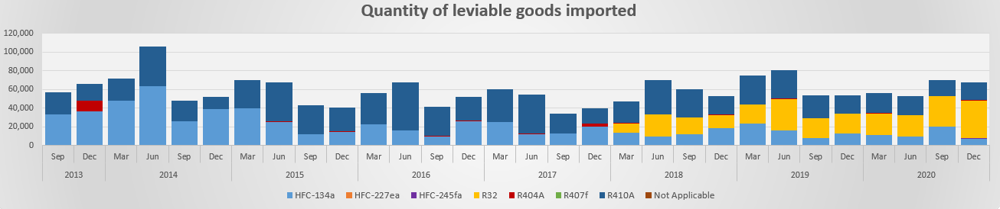 Quantity of leviable goods imported
120,000
100,000
80,000
60,000
40,000
20,000
0
Sep Dec Mar Jun Sep Dec Mar Jun Sep Dec Mar Jun Sep Dec Mar Jun Sep Dec Mar Jun Sep Dec Mar Jun Sep Dec Mar Jun Sep Dec
2013 2014 2015 2016 2017 2018 2019 2020
HFC-134a HFC-227ea HFC-245fa R32 R404A R407f R410A Not Applicable